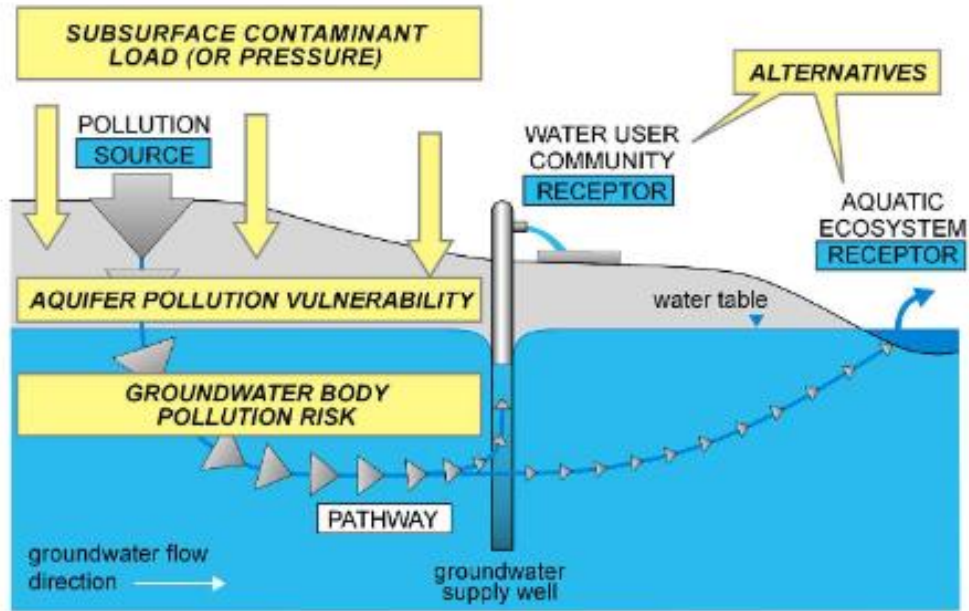 SUBSURFACE CONTAMINANT
LOAD (OR PRESSURE)
ALTERNATIVES
POLLUTION
SOURCE
WATER USER
COMMUNITY
RECEPTOR
AQUATIC
ECOSYSTEM
RECEPTOR
AQUIFER POLLUTION VULNERABILITY
water table
GROUNDWATER BODY
POLLUTION RISK
PATHWAY
groundwater flow
direction
groundwater
supply well